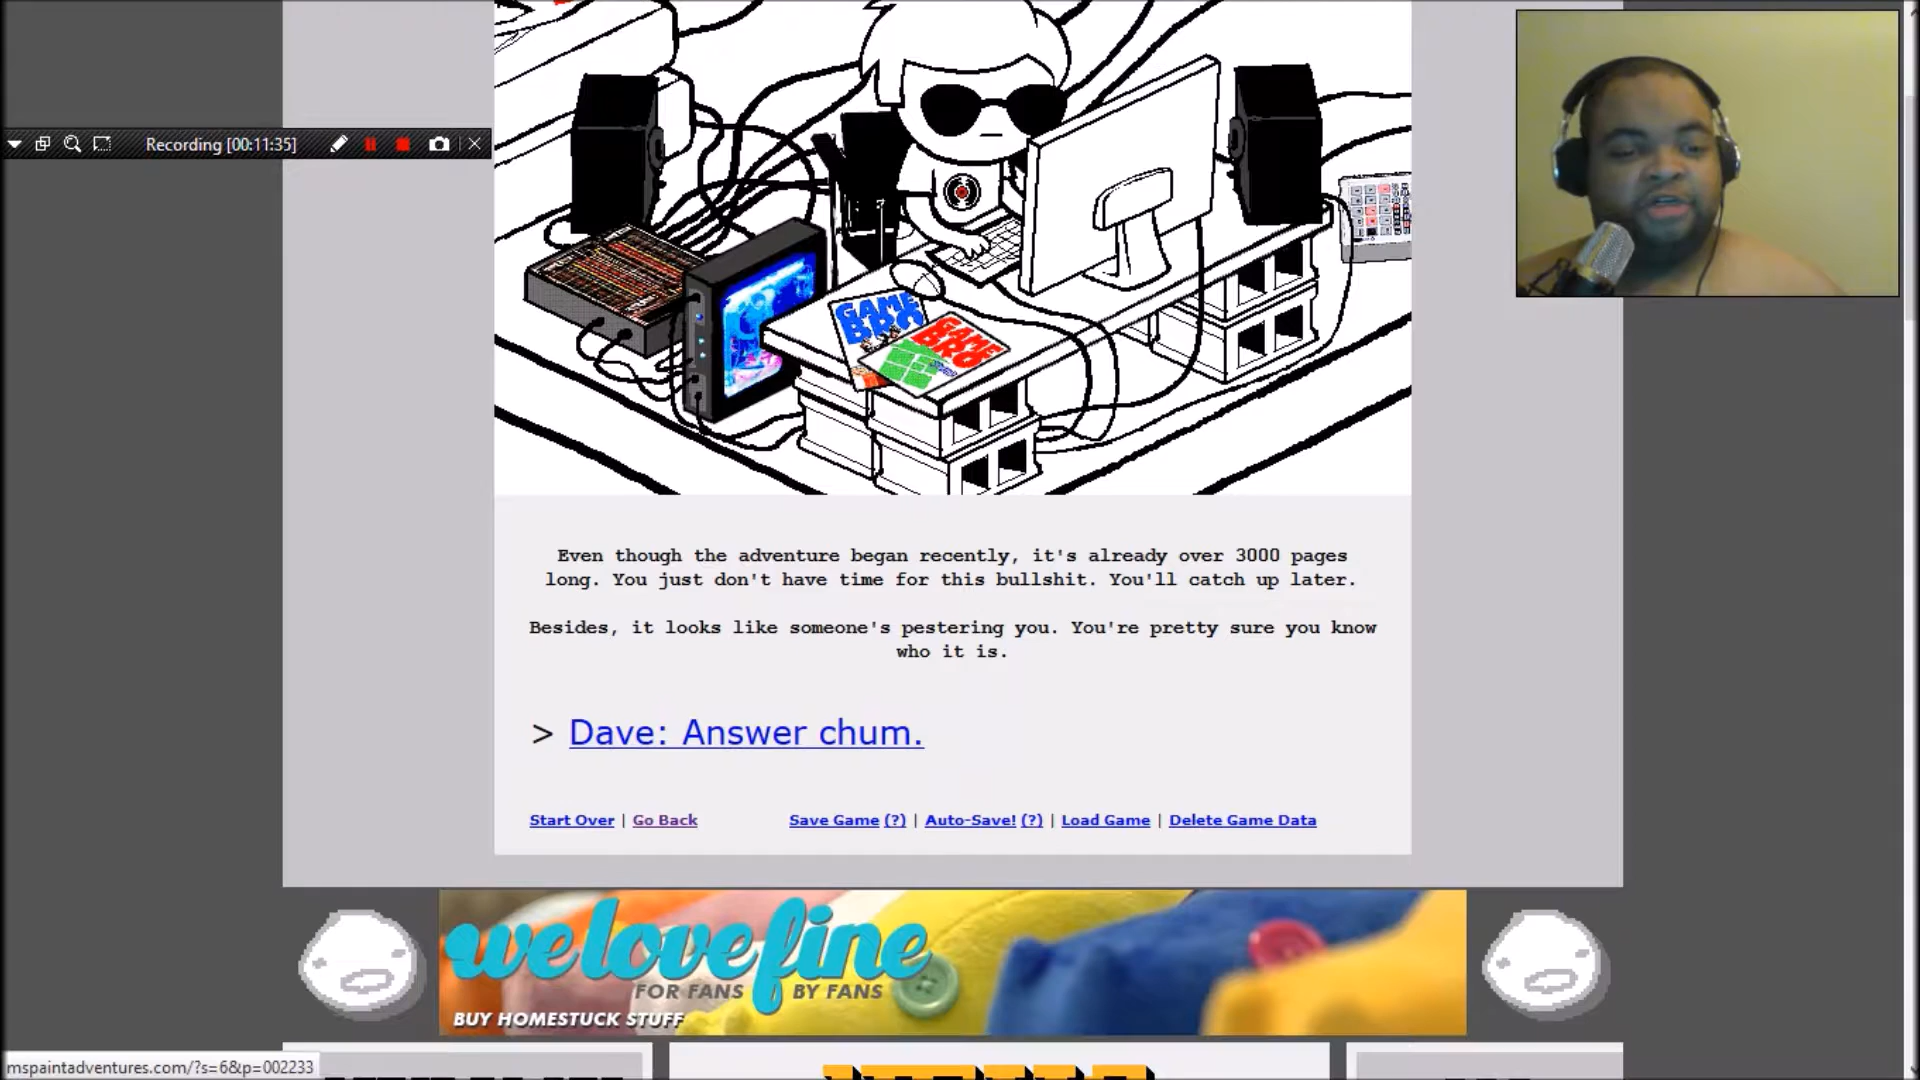 Recording [00:11:35]
GAME
BRO
GAME
BRO
Even though the adventure began recently, it's already over 3000 pages
long. You just don't have time for this bullshit. You'll catch up later.
Besides, it looks like someone's pestering you. You're pretty sure you know
who it is.
> Dave: Answer chum.
Start Over | Go Back
Save Game (?) | Auto-Save! (?) | Load Game | Delete Game Data
welovefine
FOR FANS BY FANS
BUY HOMESTUCK STUFF
mspaintadventures.com/?s=6&p=002233